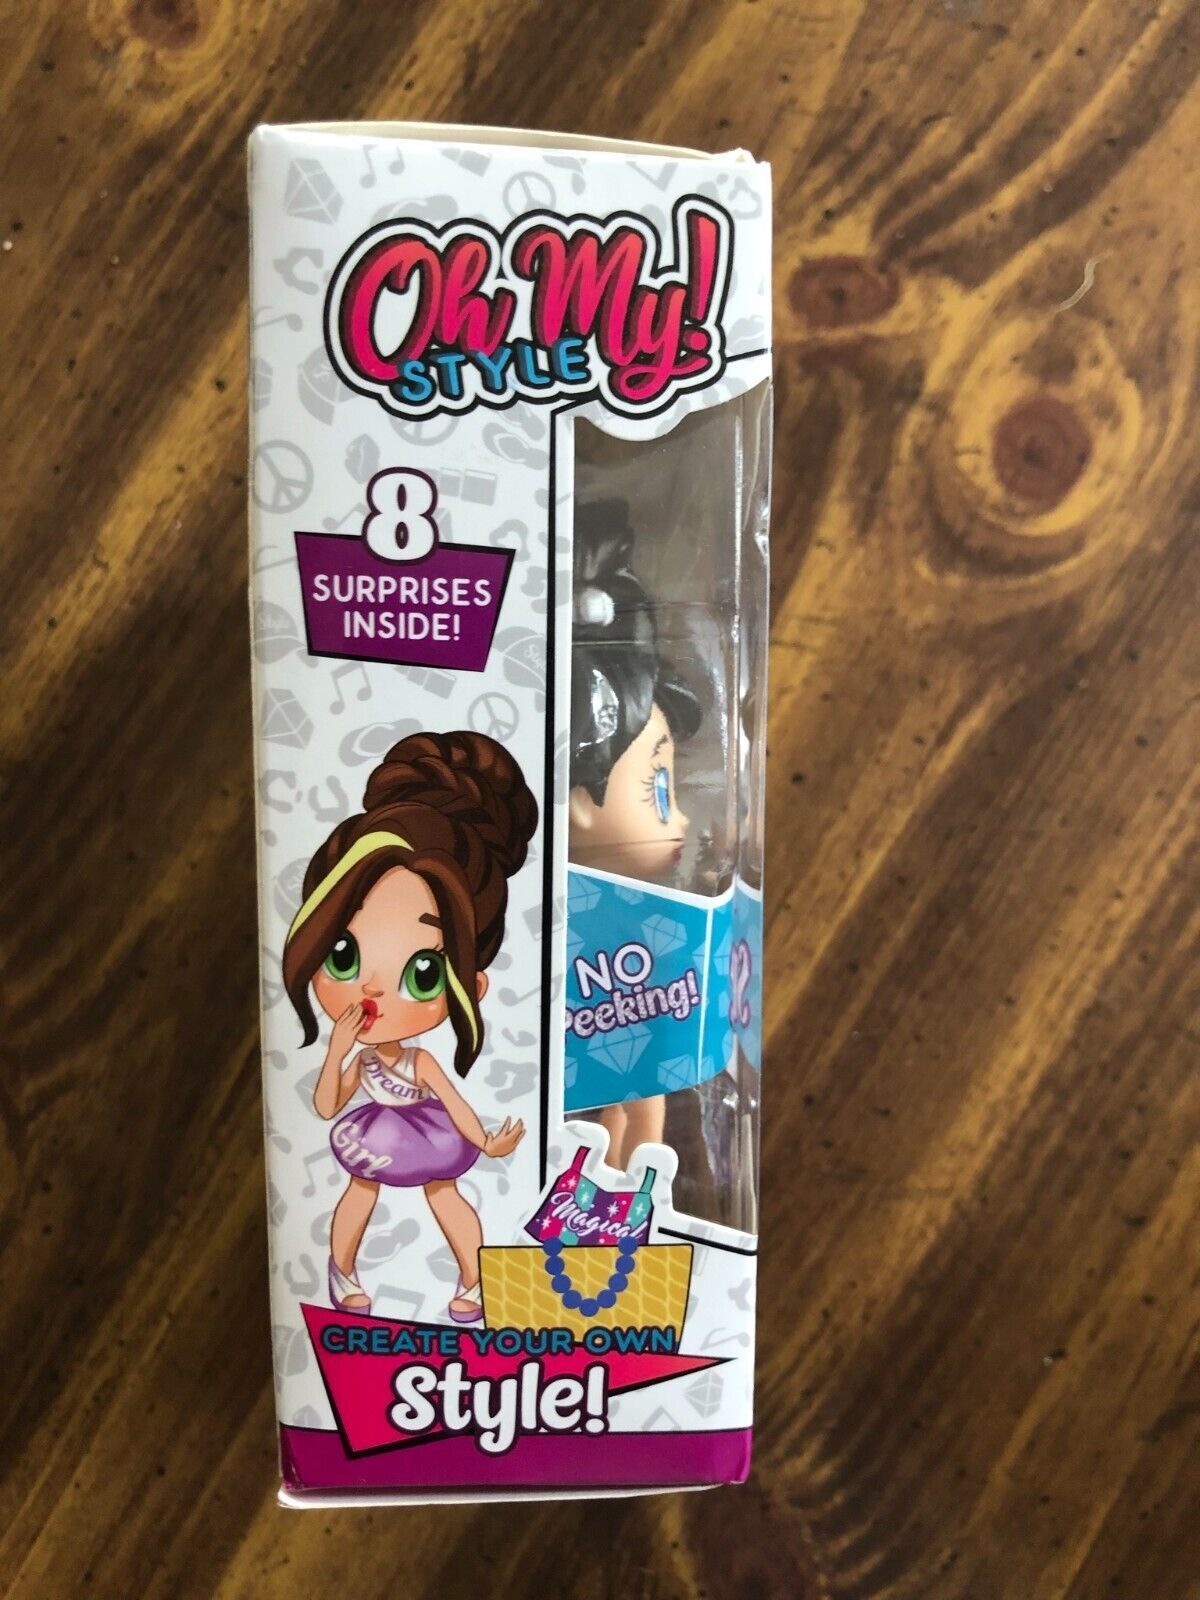 Oh My!
STYLE
8
SURPRISES
INSIDE!
NO
Peeking!
Dream
Girl
Magical
CREATE YOUR OWN
Style!